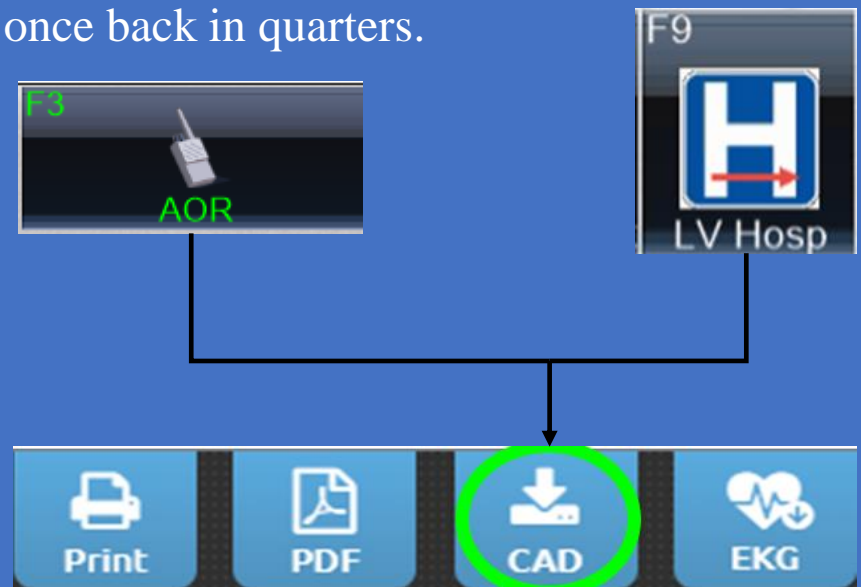 once back in quarters.
F3
AOR
F9
H
LV Hosp
Print
PDF
CAD
EKG